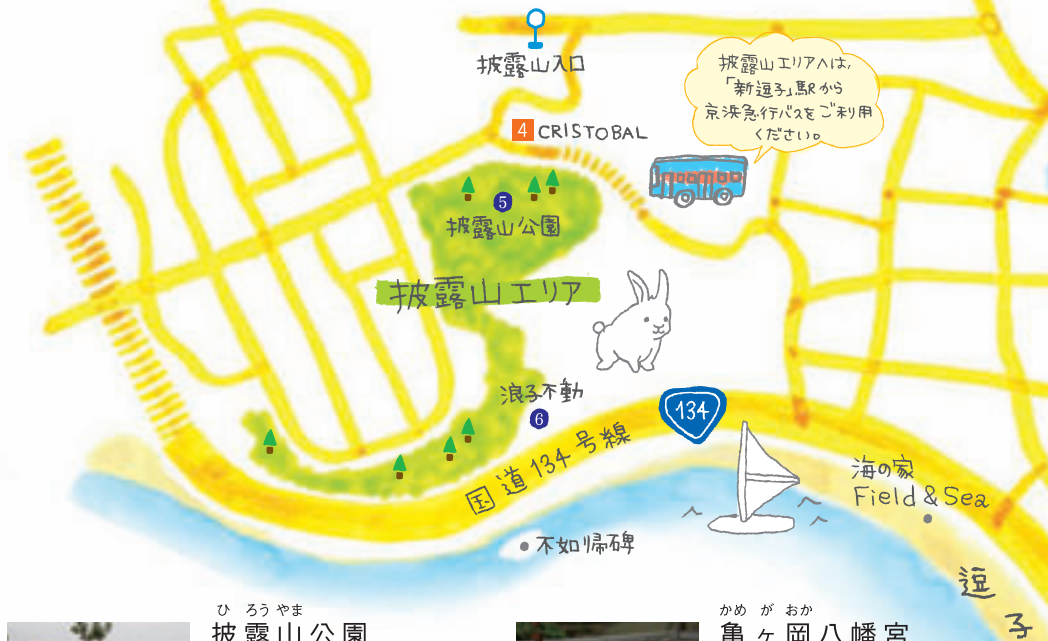 披露山入口
披露山エリアへは、
「新逗子」駅から
京浜急行バスをご利用
ください。
4 CRISTOBAL
5
披露山公園
披露山エリア
浪子不動
6
134
国道134号線
海の家
Field & Sea
不如帰碑
逗子
ひろうやま
披露山公園
かめがおか
亀ヶ岡八幡宮